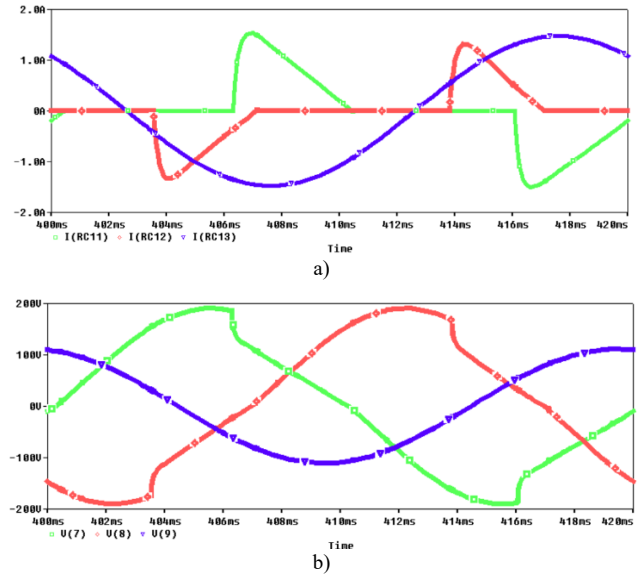 2.0A
1.0A
0A
-1.0A
-2.0A
400ms 402ms 404ms 406ms 408ms 410ms 412ms 414ms 416ms 418ms 420ms
I(RC11) I(RC12) I(RC13)
Time
a)
200V
100V
0V
-100V
-200V
400ms 402ms 404ms 406ms 408ms 410ms 412ms 414ms 416ms 418ms 420ms
V(7) V(8) V(9)
Time
b)